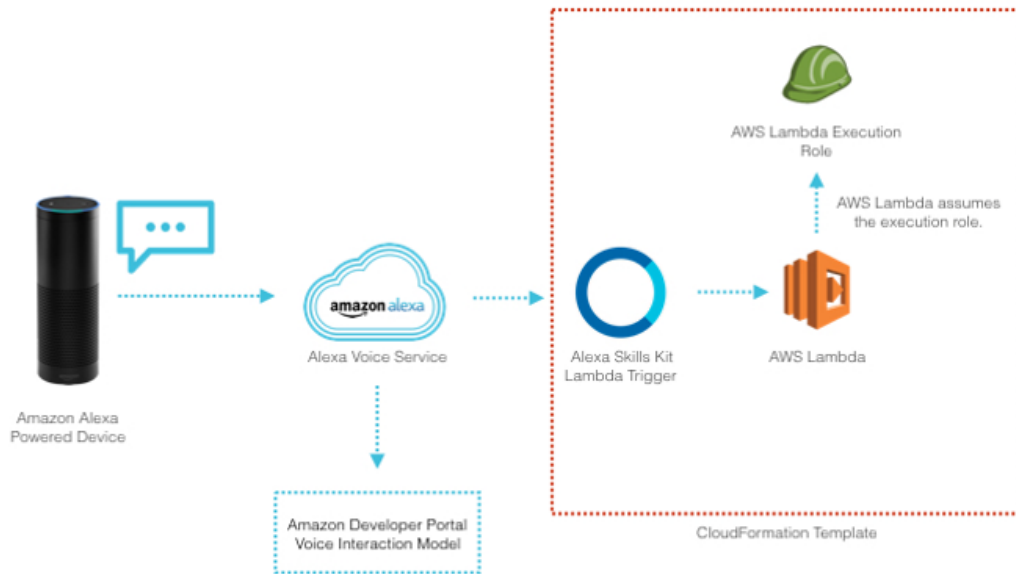 AWS Lambda Execution
Role
AWS Lambda assumes
the execution role.
amazon alexa
Alexa Voice Service
Alexa Skills Kit
Lambda Trigger
AWS Lambda
Amazon Alexa
Powered Device
Amazon Developer Portal
Voice Interaction Model
CloudFormation Template